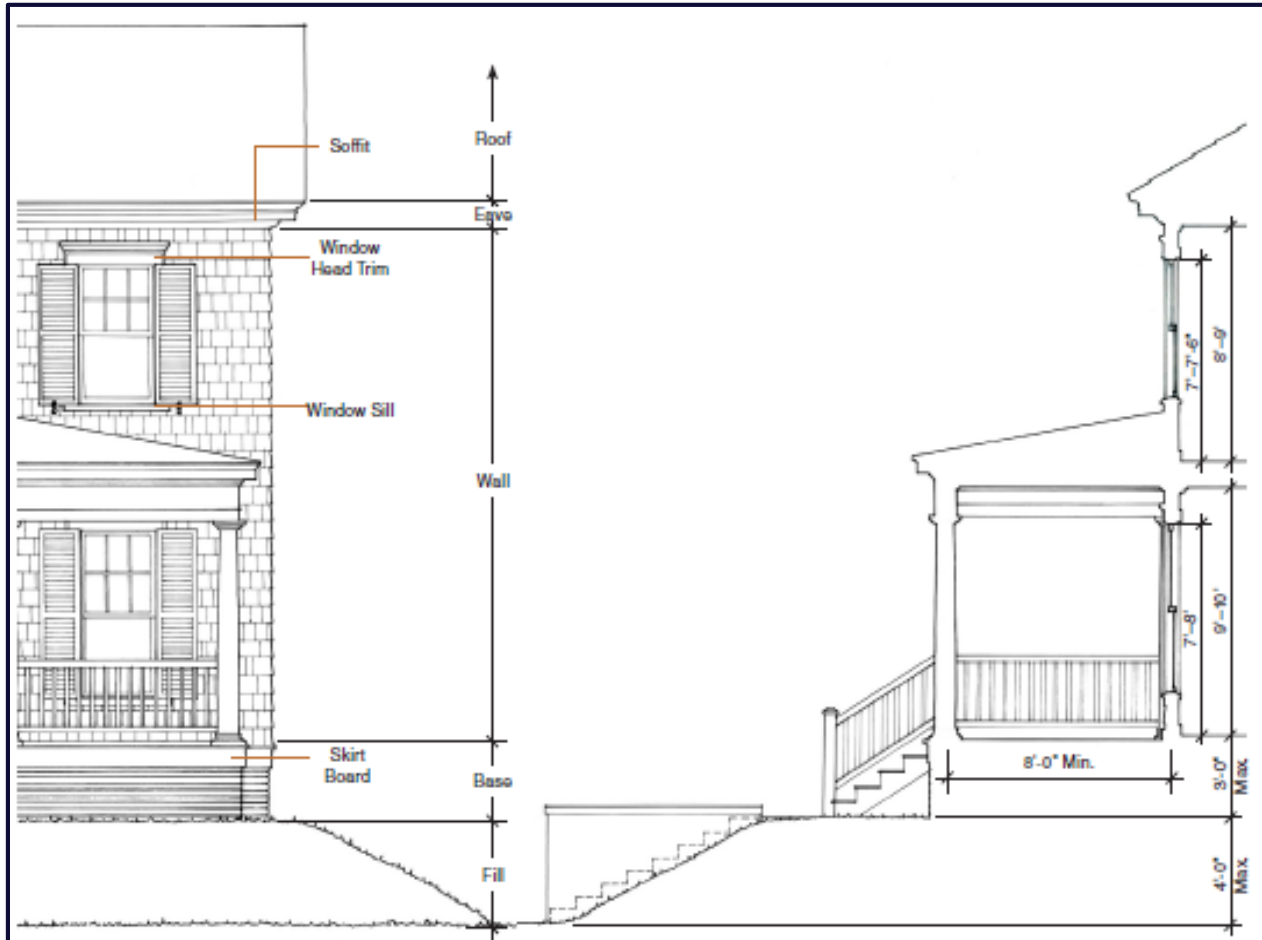 Roof
Soffit
Eave
Window
Head Trim
Window Sill
Wall
Skirt
Board
Base
Fill
7'-7'-6"
8'-9'
7'-8'
9'-10'
8'-0" Min.
3'-0"
Max.
4'-0"
Max.